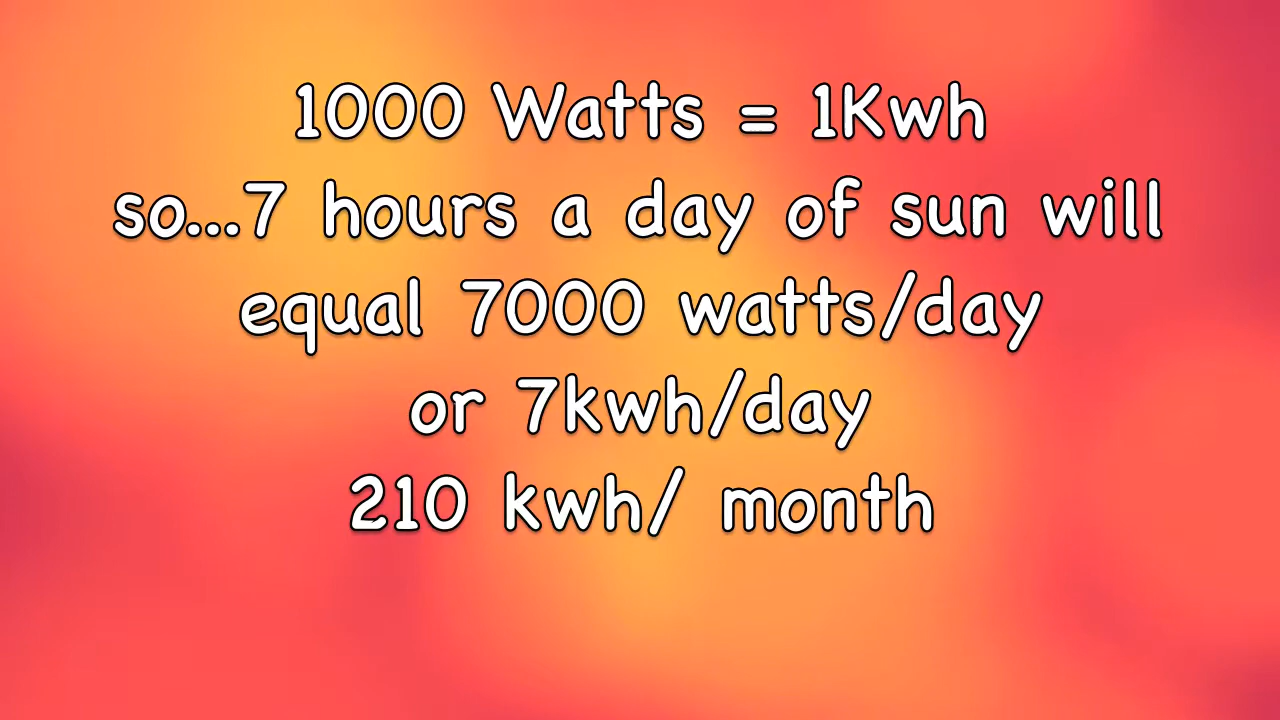 1000 Watts = 1Kwh
so...7 hours a day of sun will
equal 7000 watts/day
or 7kwh/day
210 kwh/ month